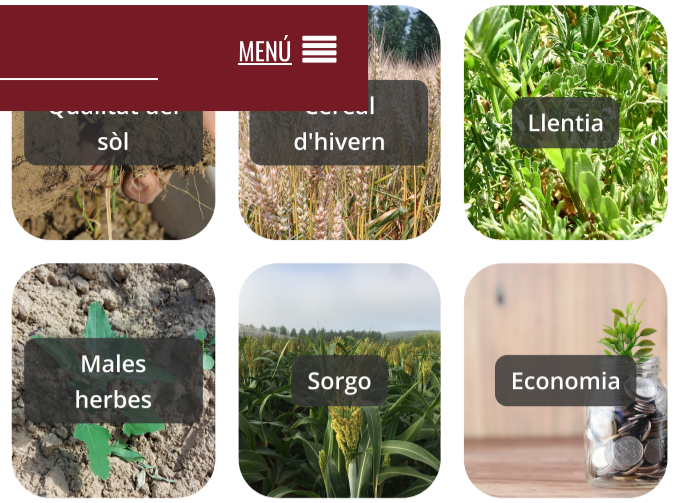 MENÚ
sòl
d'hivern
Llentia
Males
herbes
Sorgo
Economia